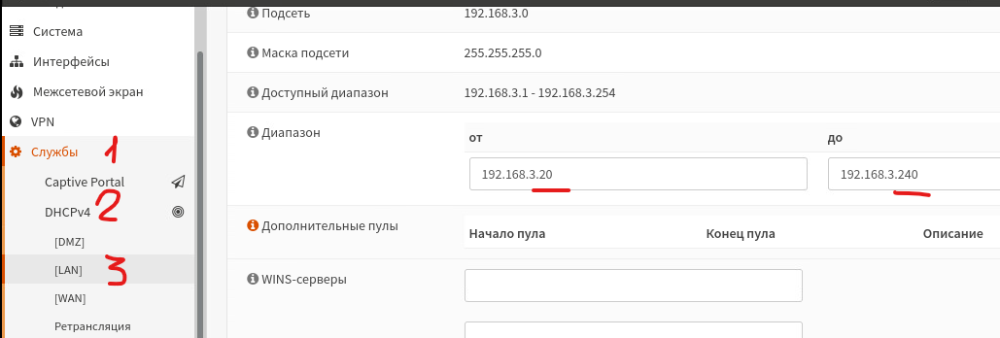 Подсеть 192.168.3.0
Система
Маска подсети 255.255.255.0
Интерфейсы
Межсетевой экран
Доступный диапазон 192.168.3.1 - 192.168.3.254
VPN
Диапазон от до
Службы 1
192.168.3.20 192.168.3.240
Captive Portal
DHCPv4 2
Дополнительные пулы Начало пула Конец пула Описание
[DMZ]
[LAN] 3
WINS-серверы
[WAN]
Ретрансляция